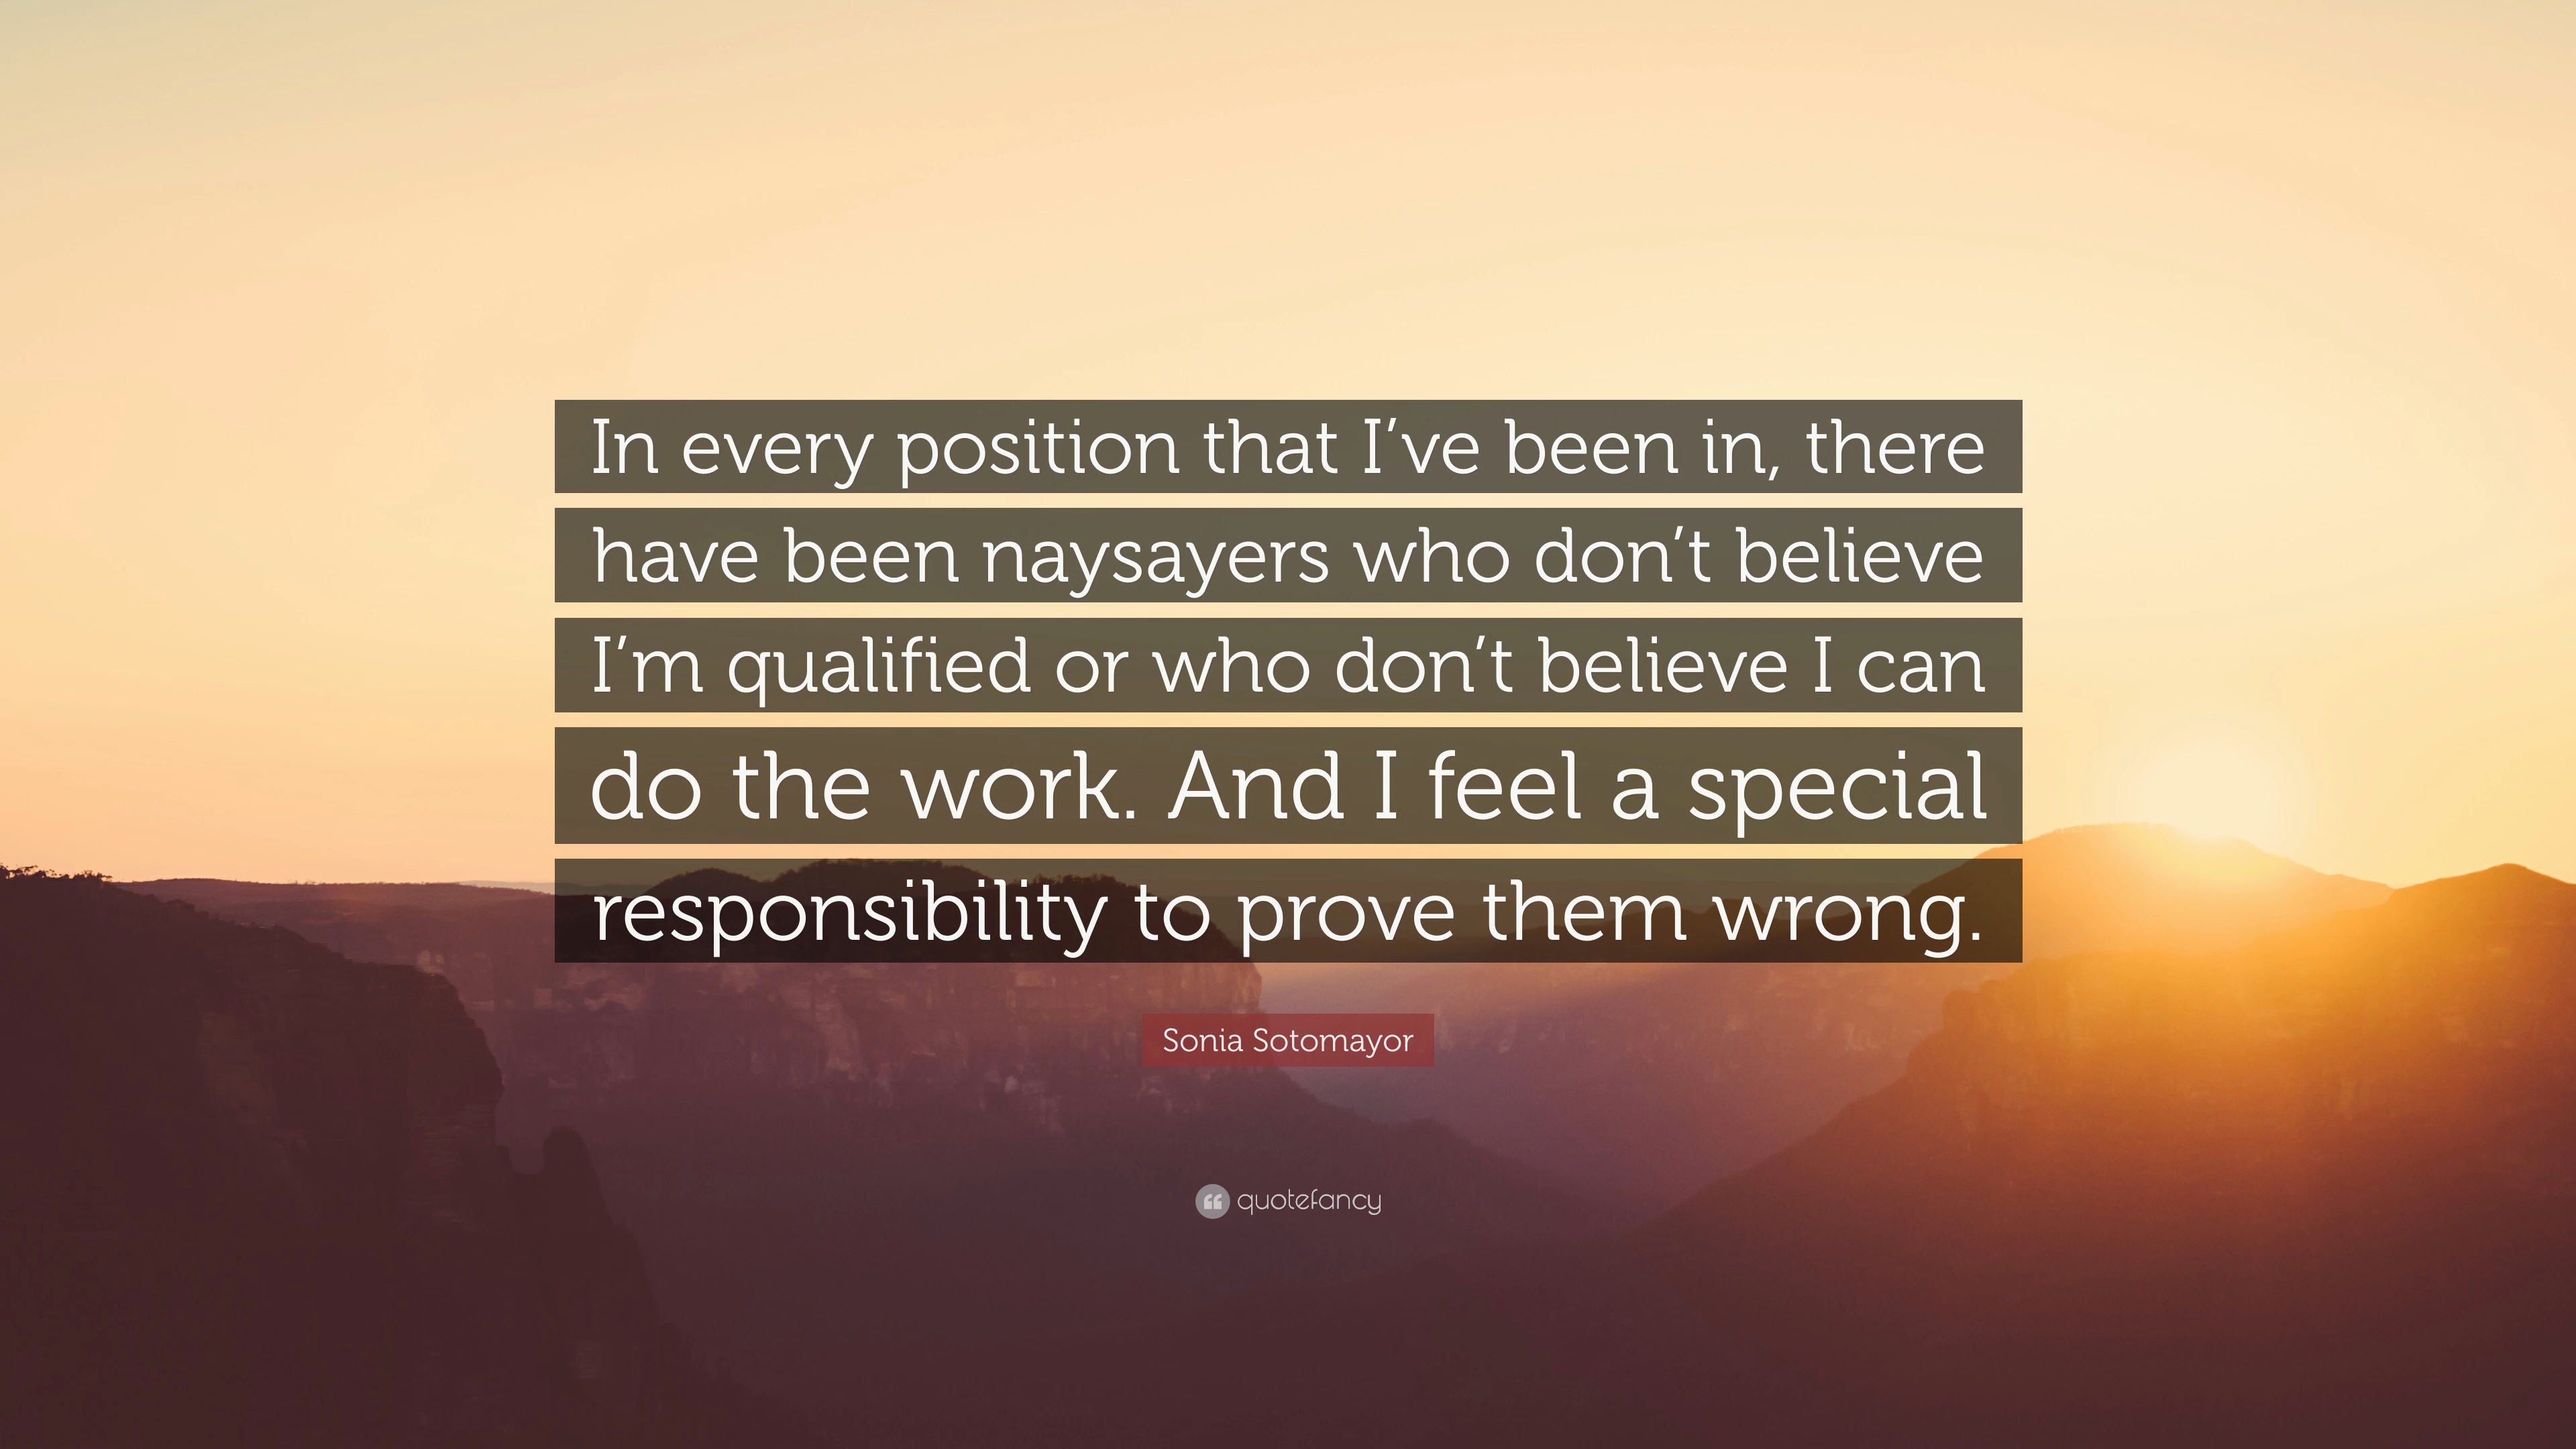 In every position that I’ve been in, there
have been naysayers who don’t believe
I’m qualified or who don’t believe I can
do the work. And I feel a special
responsibility to prove them wrong.
Sonia Sotomayor
quotefancy